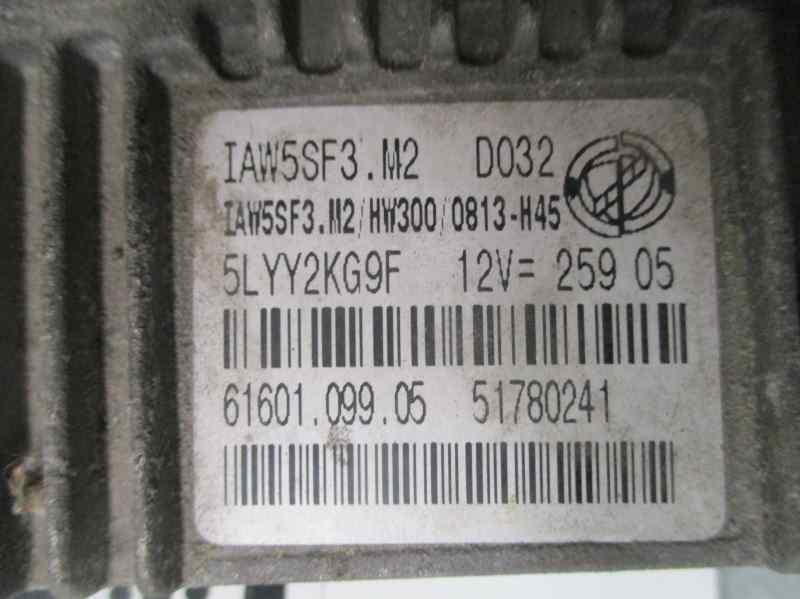 IAW5SF3.M2 D032
IAW5SF3.M2/HW300/0813-H45
5LYY2KG9F 12V= 259 05
61601.099.05 51780241